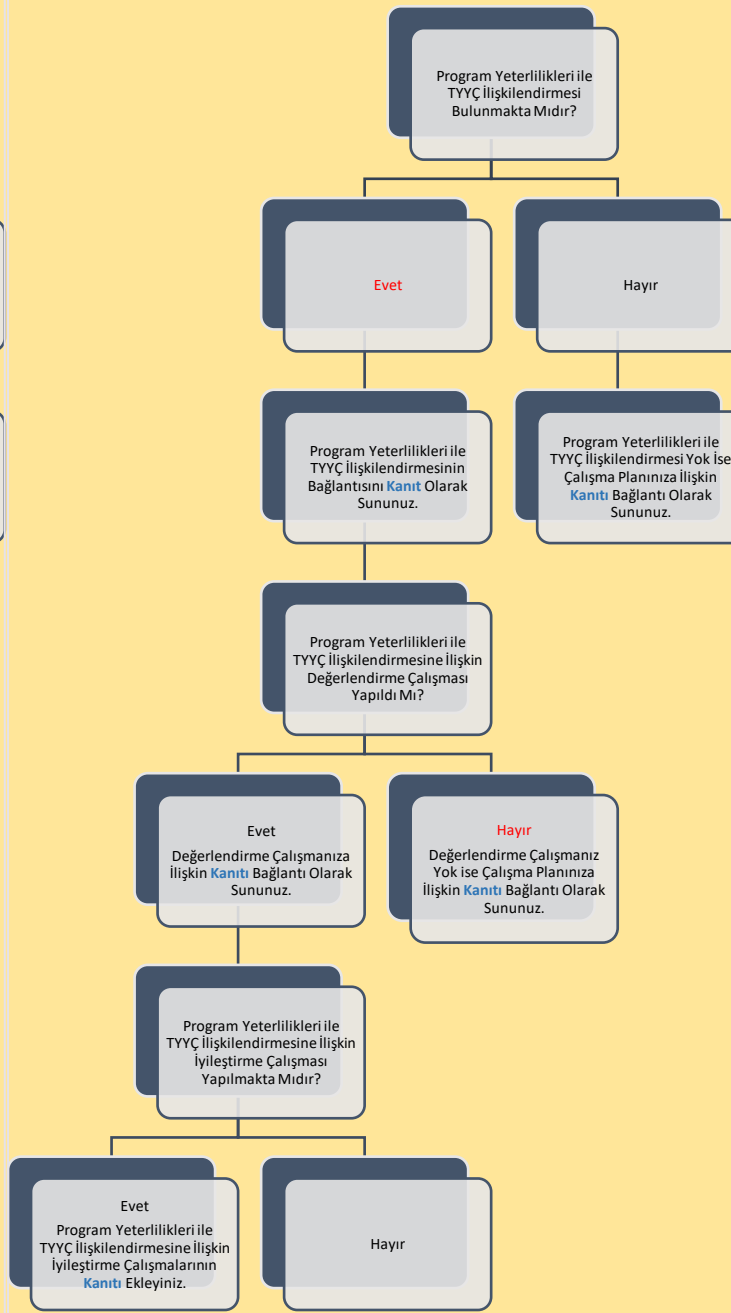 Program Yeterlilikleri ile
TYYÇ İlişkilendirmesi
Bulunmakta Mıdır?
Evet
Hayır
Program Yeterlilikleri ile
TYYÇ İlişkilendirmesinin
Bağlantısını Kanıt Olarak
Sununuz.
Program Yeterlilikleri ile
TYYÇ İlişkilendirmesi Yok İse
Çalışma Planınıza İlişkin
Kanıtı Bağlantı Olarak
Sununuz.
Program Yeterlilikleri ile
TYYÇ İlişkilendirmesine İlişkin
Değerlendirme Çalışması
Yapıldı Mı?
Evet
Değerlendirme Çalışmanıza
İlişkin Kanıtı Bağlantı Olarak
Sununuz.
Hayır
Değerlendirme Çalışmanız
Yok ise Çalışma Planınıza
İlişkin Kanıtı Bağlantı Olarak
Sununuz.
Program Yeterlilikleri ile
TYYÇ İlişkilendirmesine İlişkin
İyileştirme Çalışması
Yapılmakta Mıdır?
Evet
Program Yeterlilikleri ile
TYYÇ İlişkilendirmesine İlişkin
İyileştirme Çalışmalarının
Kanıtı Ekleyiniz.
Hayır